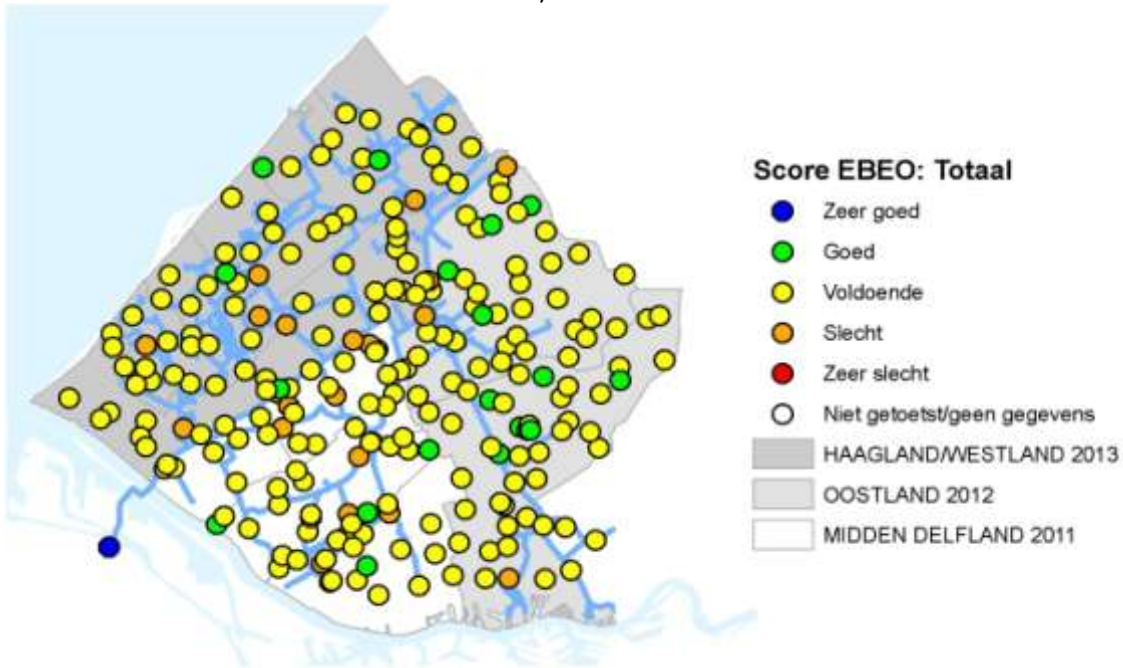 Score EBEO: Totaal
Zeer goed
Goed
Voldoende
Slecht
Zeer slecht
Niet getoetst/geen gegevens
HAAGLAND/WESTLAND 2013
OOSTLAND 2012
MIDDEN DELFLAND 2011